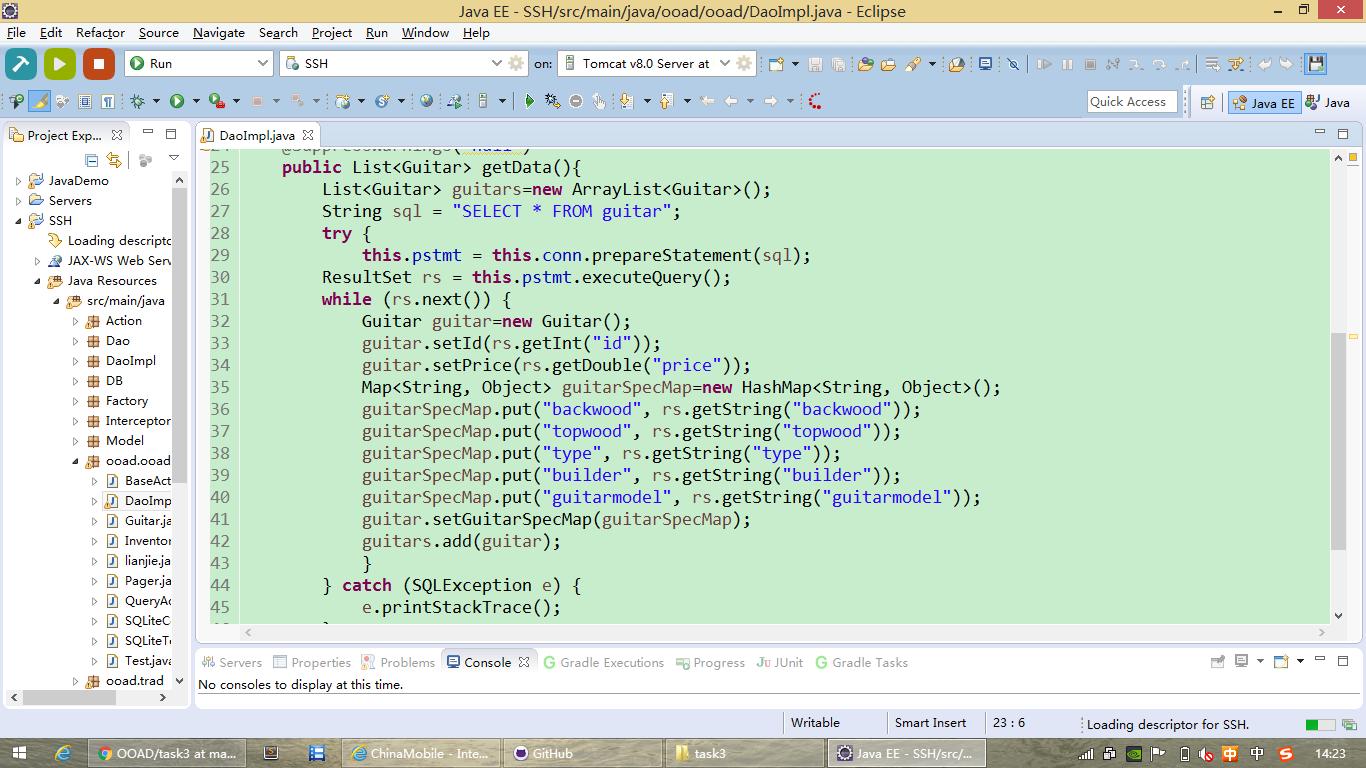 Java EE - SSH/src/main/java/ooad/ooad/DaoImpl.java - Eclipse
File Edit Refactor Source Navigate Search Project Run Window Help
Run SSH on: Tomcat v8.0 Server at
Quick Access Java EE Java
Project Exp...
JavaDemo
Servers
SSH
Loading descripto
JAX-WS Web Serv
Java Resources
src/main/java
Action
Dao
DaoImpl
DB
Factory
Interceptor
Model
ooad.ooad
BaseAct
DaoImp
Guitar.ja
Inventor
lianjie.ja
Pager.ja
QueryAc
SQLiteC
SQLiteTe
Test.java
ooad.trad
DaoImpl.java
24 @SuppressWarnings("null")
25 public List<Guitar> getData(){
26 List<Guitar> guitars=new ArrayList<Guitar>();
27 String sql = "SELECT * FROM guitar";
28 try {
29 this.pstmt = this.conn.prepareStatement(sql);
30 ResultSet rs = this.pstmt.executeQuery();
31 while (rs.next()) {
32 Guitar guitar=new Guitar();
33 guitar.setId(rs.getInt("id"));
34 guitar.setPrice(rs.getDouble("price"));
35 Map<String, Object> guitarSpecMap=new HashMap<String, Object>();
36 guitarSpecMap.put("backwood", rs.getString("backwood"));
37 guitarSpecMap.put("topwood", rs.getString("topwood"));
38 guitarSpecMap.put("type", rs.getString("type"));
39 guitarSpecMap.put("builder", rs.getString("builder"));
40 guitarSpecMap.put("guitarmodel", rs.getString("guitarmodel"));
41 guitar.setGuitarSpecMap(guitarSpecMap);
42 guitars.add(guitar);
43 }
44 } catch (SQLException e) {
45 e.printStackTrace();
Servers Properties Problems Console Gradle Executions Progress JUnit Gradle Tasks
No consoles to display at this time.
Writable Smart Insert 23 : 6 Loading descriptor for SSH.
OOAD/task3 at ma... ChinaMobile - Inte... GitHub task3 Java EE - SSH/src/... 中 中 14:23